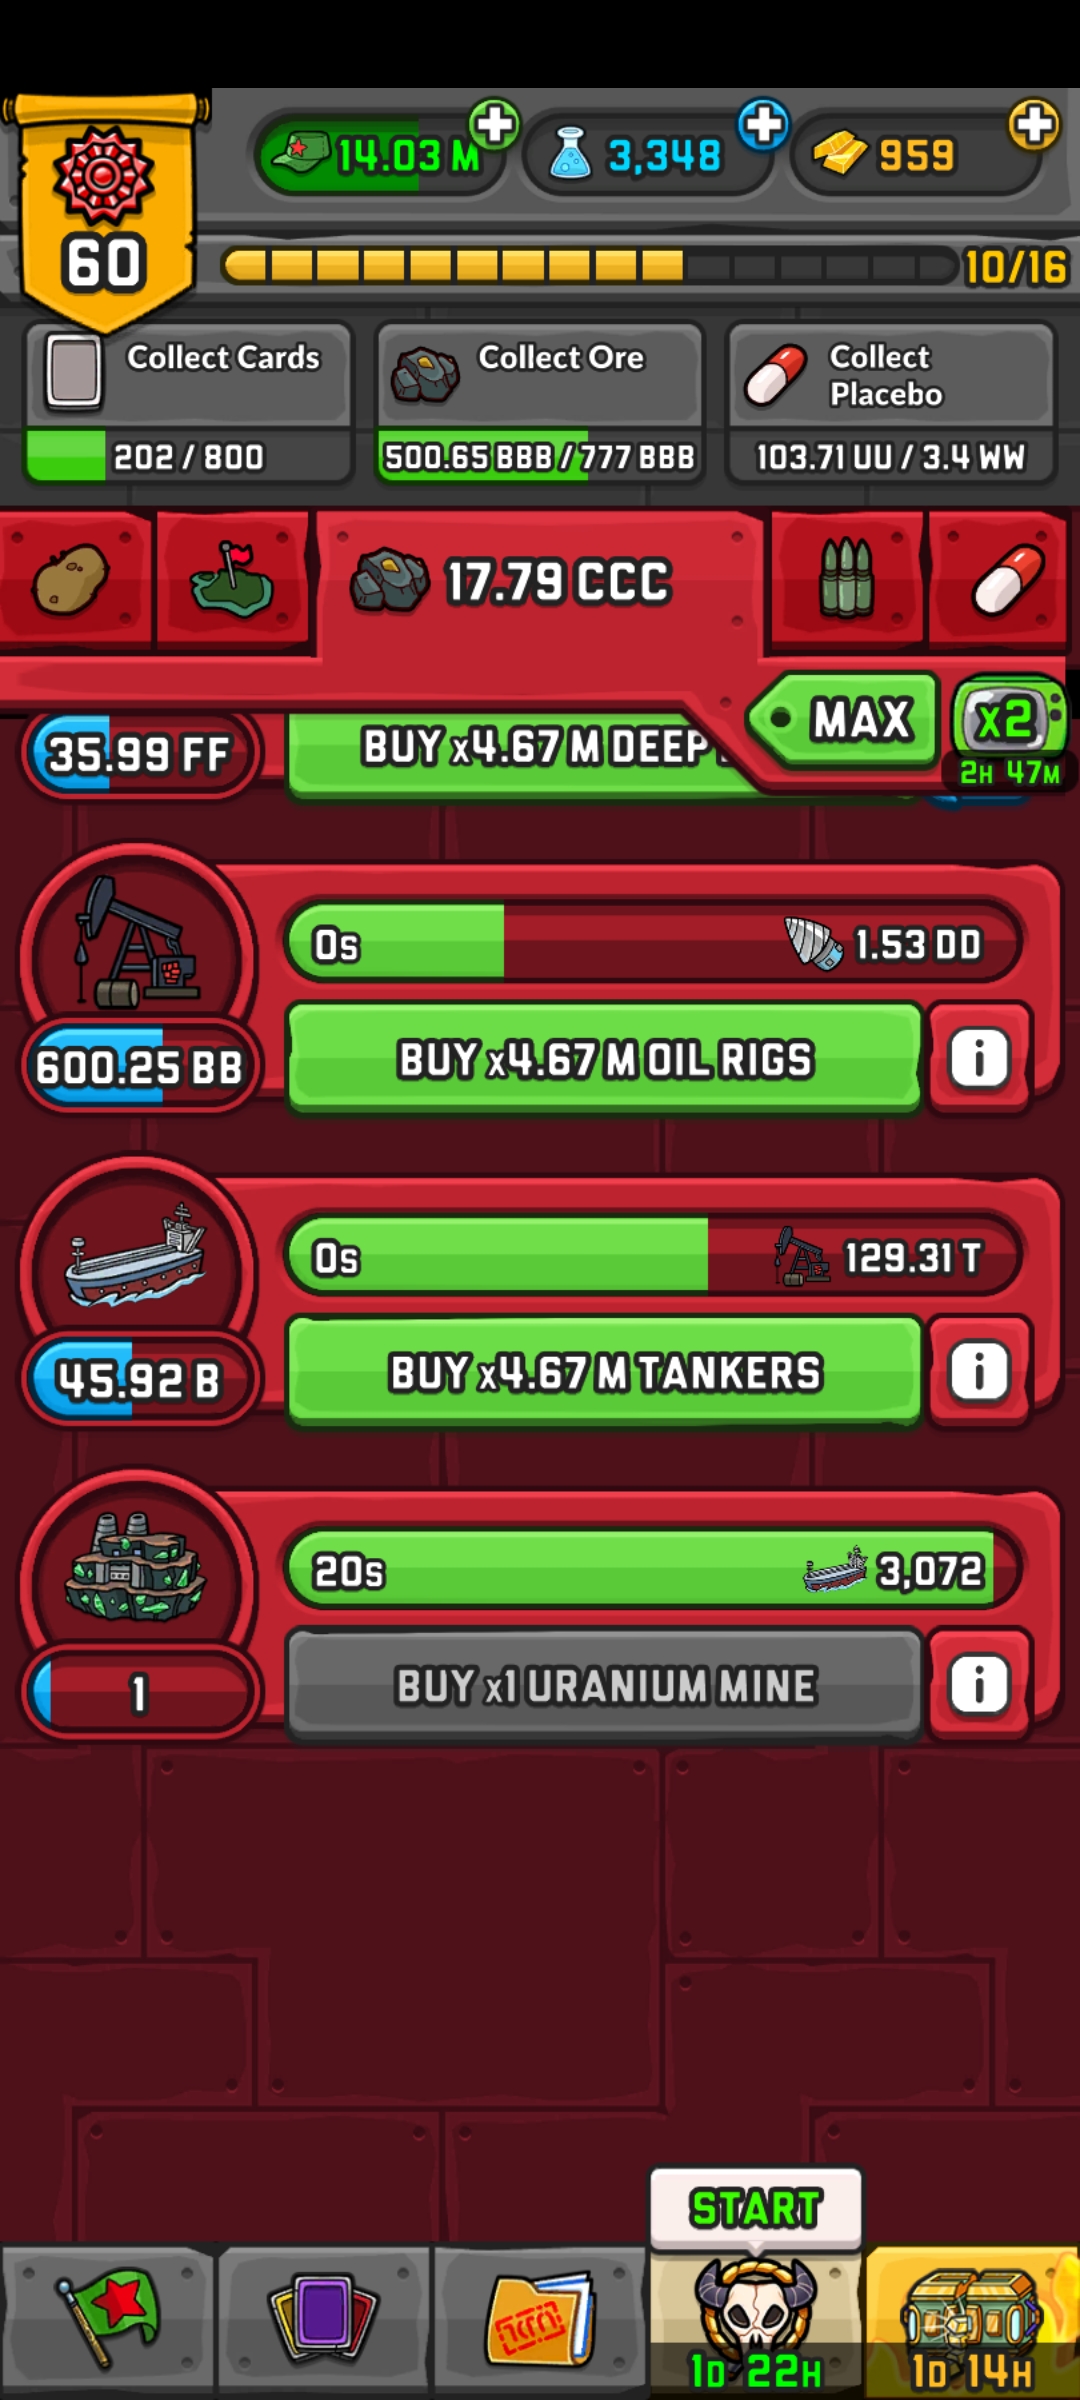 60
14.03 M
3,348
959
10/16
Collect Cards
202 / 800
Collect Ore
500.65 BBB / 777 BBB
Collect
Placebo
103.71 UU / 3.4 WW
17.79 CCC
MAX
x2
2H 47M
35.99 FF
BUY x4.67 M DEEP
0s
1.53 DD
600.25 BB
BUY x4.67 M OIL RIGS
i
0s
129.31 T
45.92 B
BUY x4.67 M TANKERS
i
20s
3,072
1
BUY x1 URANIUM MINE
i
START
1D 22H
1D 14H